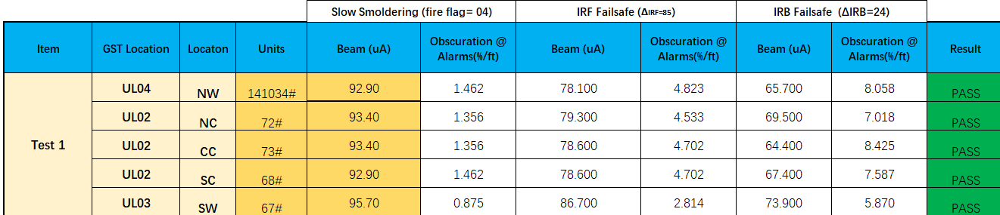 Slow Smoldering (fire flag= 04) IRF Failsafe (ΔIRF=85) IRB Failsafe (ΔIRB=24)
Item GST Location Locaton Units Beam (uA) Obscuration @ Alarms(%/ft) Beam (uA) Obscuration @ Alarms(%/ft) Beam (uA) Obscuration @ Alarms(%/ft) Result
Test 1
UL04 NW 141034# 92.90 1.462 78.100 4.823 65.700 8.058 PASS
UL02 NC 72# 93.40 1.356 79.300 4.533 69.500 7.018 PASS
UL02 CC 73# 93.40 1.356 78.600 4.702 64.400 8.425 PASS
UL02 SC 68# 92.90 1.462 78.600 4.702 67.400 7.587 PASS
UL03 SW 67# 95.70 0.875 86.700 2.814 73.900 5.870 PASS